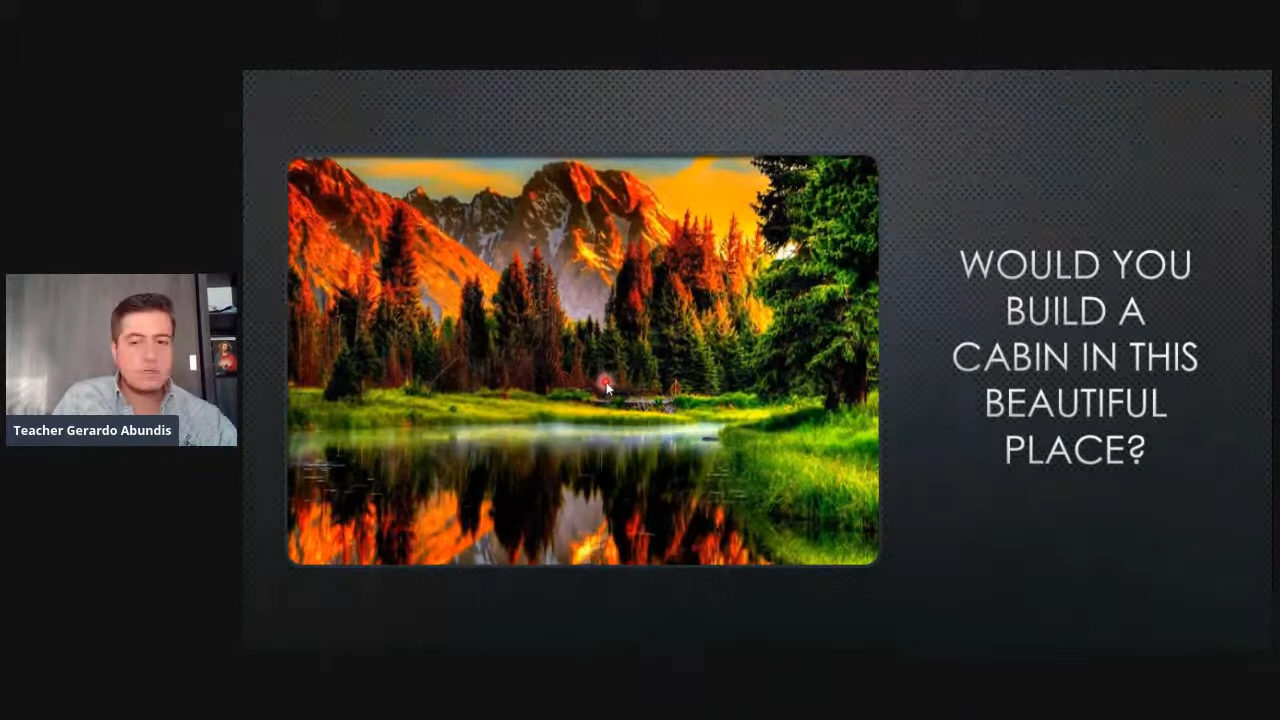 Teacher Gerardo Abundis
WOULD YOU
BUILD A
CABIN IN THIS
BEAUTIFUL
PLACE?